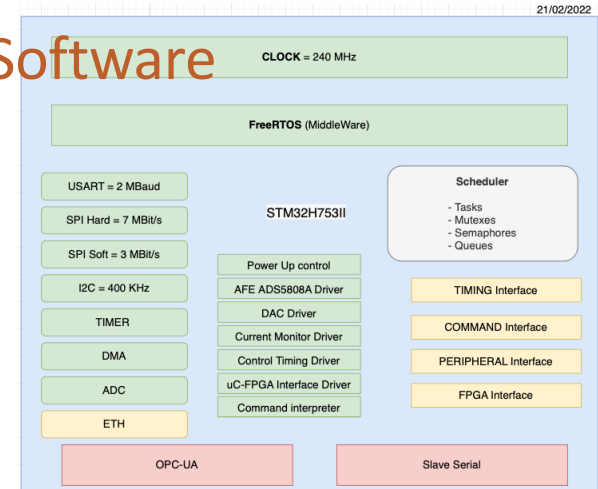 21/02/2022
Software
CLOCK = 240 MHz
FreeRTOS (MiddleWare)
USART = 2 MBaud
SPI Hard = 7 MBit/s
SPI Soft = 3 MBit/s
I2C = 400 KHz
TIMER
DMA
ADC
ETH
STM32H753II
Power Up control
AFE ADS5808A Driver
DAC Driver
Current Monitor Driver
Control Timing Driver
uC-FPGA Interface Driver
Command interpreter
Scheduler
- Tasks
- Mutexes
- Semaphores
- Queues
TIMING Interface
COMMAND Interface
PERIPHERAL Interface
FPGA Interface
OPC-UA
Slave Serial